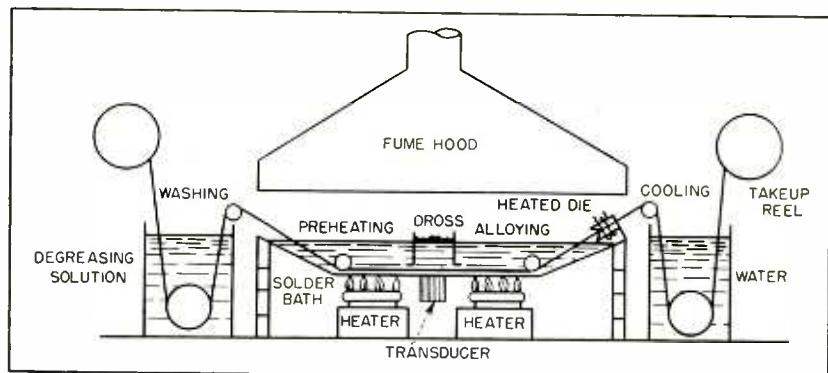 FUME HOOD
WASHING
HEATED DIE
COOLING
TAKEUP
REEL
PREHEATING
DROSS
ALLOYING
DEGREASING
SOLUTION
SOLDER
BATH
WATER
HEATER
HEATER
TRANSDUCER